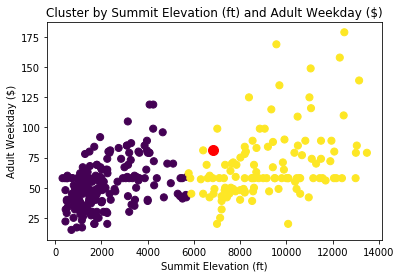 Cluster by Summit Elevation (ft) and Adult Weekday ($)
175
150
125
100
75
50
25
Adult Weekday ($)
0 2000 4000 6000 8000 10000 12000 14000
Summit Elevation (ft)